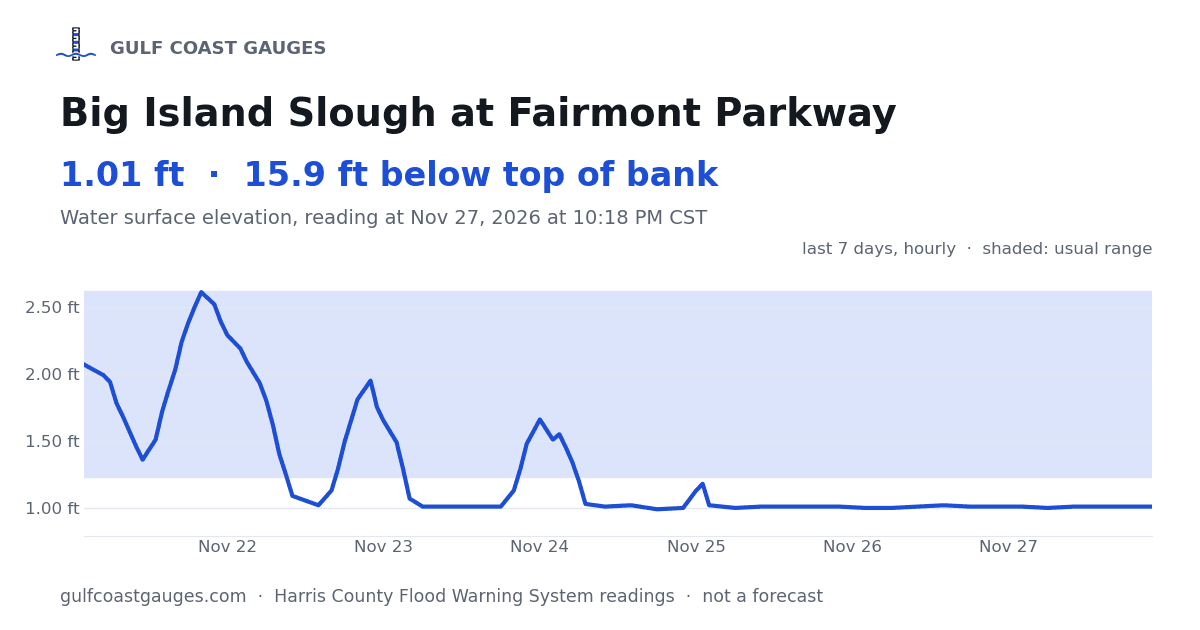 GULF COAST GAUGES
Big Island Slough at Fairmont Parkway
1.01 ft · 15.9 ft below top of bank
Water surface elevation, reading at Nov 27, 2026 at 10:18 PM CST
last 7 days, hourly · shaded: usual range
2.50 ft
2.00 ft
1.50 ft
1.00 ft
Nov 22 Nov 23 Nov 24 Nov 25 Nov 26 Nov 27
gulfcoastgauges.com · Harris County Flood Warning System readings · not a forecast